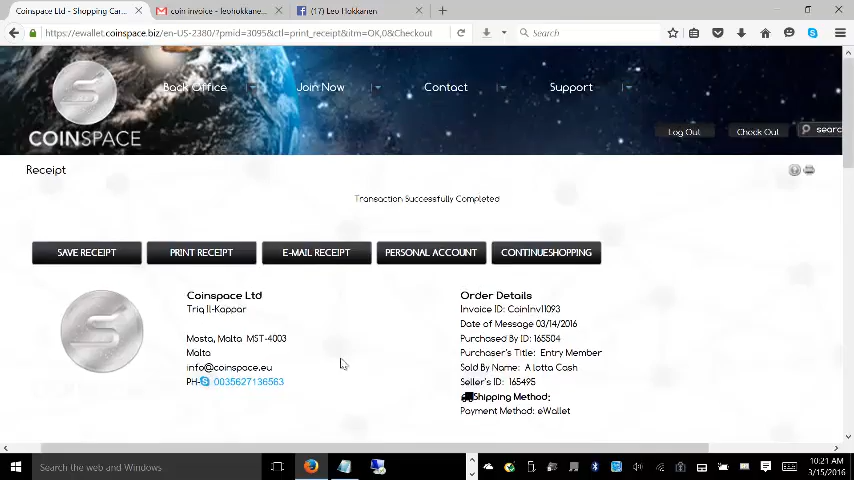 Coinspace Ltd - Shopping Car...
coin invoice - leohokkane...
(17) Leo Hokkanen
https://ewallet.coinspace.biz/en-US-2380/?pmid=3095&ctl=print_receipt&itm=OK,0&Checkout
Search
Back Office
Join Now
Contact
Support
COINSPACE
Log Out
Check Out
searc
Receipt
Transaction Successfully Completed
SAVE RECEIPT
PRINT RECEIPT
E-MAIL RECEIPT
PERSONAL ACCOUNT
CONTINUESHOPPING
Coinspace Ltd
Triq Il-Kappar
Mosta, Malta MST-4003
Malta
info@coinspace.eu
PH- 0035627136563
Order Details
Invoice ID: CoinInv11093
Date of Message 03/14/2016
Purchased By ID: 165504
Purchaser's Title: Entry Member
Sold By Name: A lotta Cash
Seller's ID: 165495
Shipping Method:
Payment Method: eWallet
Search the web and Windows
10:21 AM
3/15/2016